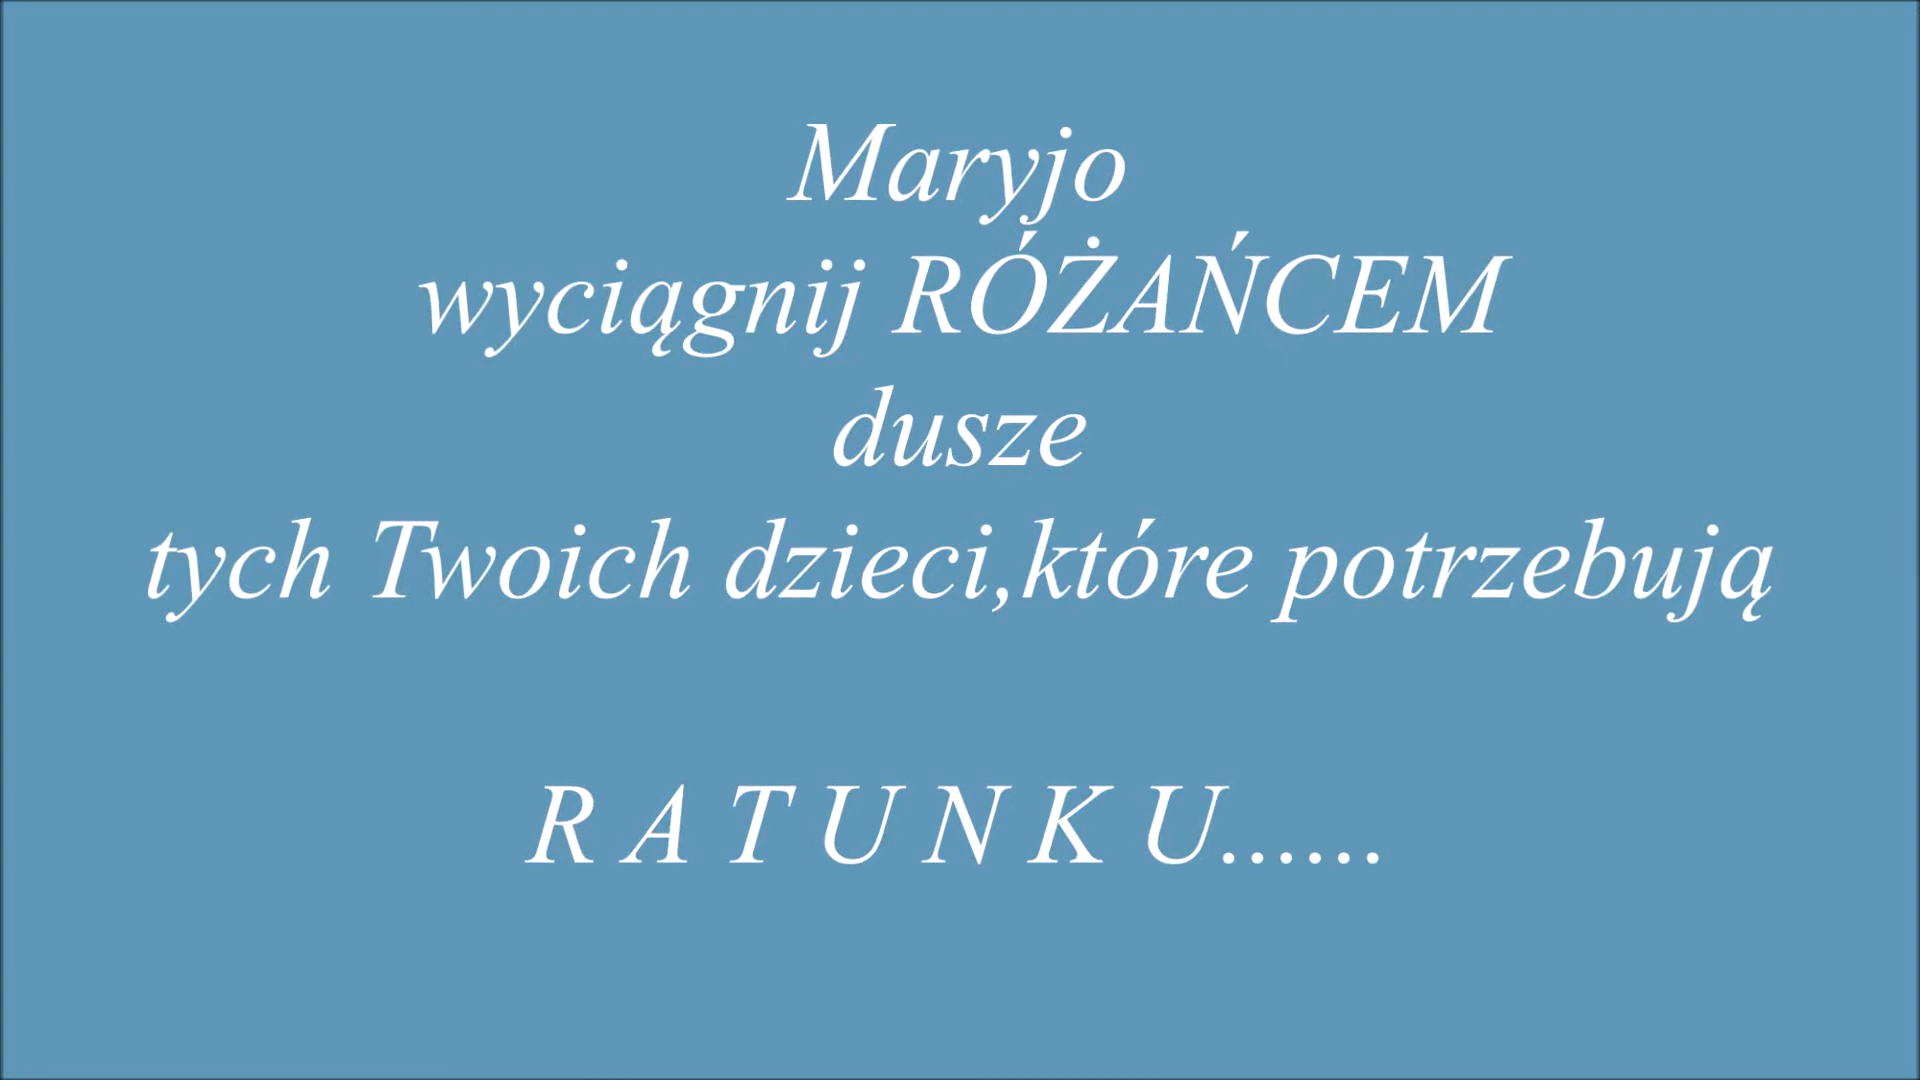 Maryjo
wyciągnij RÓŻAŃCEM
dusze
tych Twoich dzieci,które potrzebują
R A T U N K U......